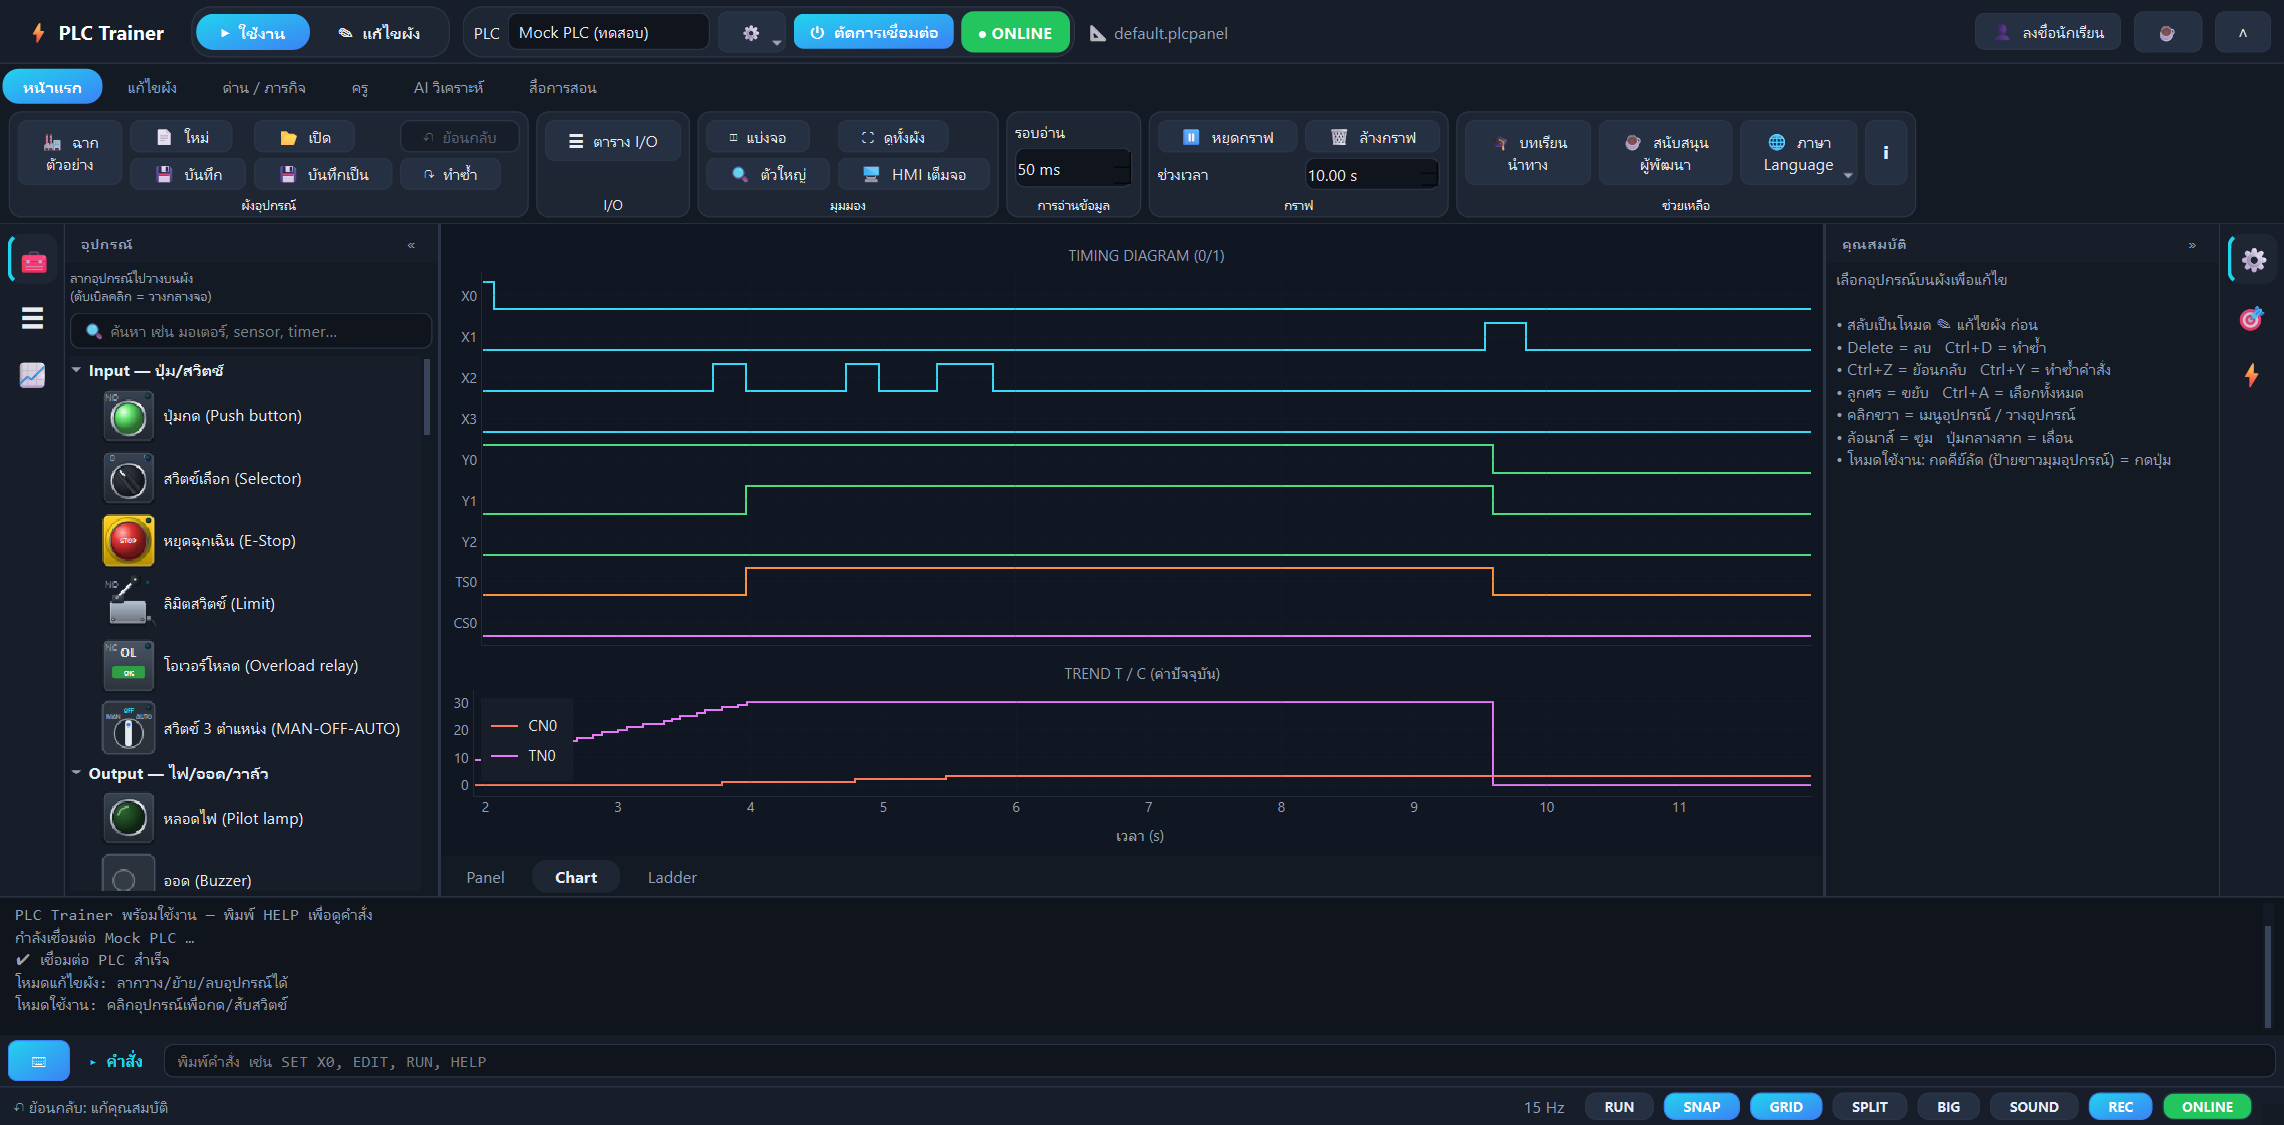 PLC Trainer
ใช้งาน
แก้ไขผัง
PLC
Mock PLC (ทดสอบ)
ตัดการเชื่อมต่อ
ONLINE
default.plcpanel
ลงชื่อนักเรียน
หน้าแรก
แก้ไขผัง
ด่าน / ภารกิจ
ครู
AI วิเคราะห์
สื่อการสอน
ฉาก
ตัวอย่าง
ใหม่
เปิด
ย้อนกลับ
บันทึก
บันทึกเป็น
ทำซ้ำ
ผังอุปกรณ์
ตาราง I/O
I/O
แบ่งจอ
ดูทั้งผัง
ตัวใหญ่
HMI เต็มจอ
มุมมอง
รอบอ่าน
50 ms
การอ่านข้อมูล
หยุดกราฟ
ล้างกราฟ
ช่วงเวลา
10.00 s
กราฟ
บทเรียน
นำทาง
สนับสนุน
ผู้พัฒนา
ภาษา
Language
i
ช่วยเหลือ
อุปกรณ์
«
ลากอุปกรณ์ไปวางบนผัง
(ดับเบิลคลิก = วางกลางจอ)
ค้นหา เช่น มอเตอร์, sensor, timer...
Input — ปุ่ม/สวิตช์
NO
ปุ่มกด (Push button)
สวิตช์เลือก (Selector)
STOP
หยุดฉุกเฉิน (E-Stop)
NO
ลิมิตสวิตช์ (Limit)
NC
OL
โอเวอร์โหลด (Overload relay)
OFF
MAN
AUTO
สวิตช์ 3 ตำแหน่ง (MAN-OFF-AUTO)
Output — ไฟ/ออด/วาล์ว
หลอดไฟ (Pilot lamp)
ออด (Buzzer)
TIMING DIAGRAM (0/1)
X0
X1
X2
X3
Y0
Y1
Y2
TS0
CS0
TREND T / C (ค่าปัจจุบัน)
30
20
10
0
CN0
TN0
2 3 4 5 6 7 8 9 10 11
เวลา (s)
Panel
Chart
Ladder
คุณสมบัติ
»
เลือกอุปกรณ์บนผังเพื่อแก้ไข
• สลับเป็นโหมด ✎ แก้ไขผัง ก่อน
• Delete = ลบ Ctrl+D = ทำซ้ำ
• Ctrl+Z = ย้อนกลับ Ctrl+Y = ทำซ้ำคำสั่ง
• ลูกศร = ขยับ Ctrl+A = เลือกทั้งหมด
• คลิกขวา = เมนูอุปกรณ์ / วางอุปกรณ์
• ล้อเมาส์ = ซูม ปุ่มกลางลาก = เลื่อน
• โหมดใช้งาน: กดคีย์ลัด (ป้ายขาวมุมอุปกรณ์) = กดปุ่ม
PLC Trainer พร้อมใช้งาน — พิมพ์ HELP เพื่อดูคำสั่ง
กำลังเชื่อมต่อ Mock PLC …
✔ เชื่อมต่อ PLC สำเร็จ
โหมดแก้ไขผัง: ลากวาง/ย้าย/ลบอุปกรณ์ได้
โหมดใช้งาน: คลิกอุปกรณ์เพื่อกด/สับสวิตช์
คำสั่ง
พิมพ์คำสั่ง เช่น SET X0, EDIT, RUN, HELP
ย้อนกลับ: แก้คุณสมบัติ
15 Hz
RUN
SNAP
GRID
SPLIT
BIG
SOUND
REC
ONLINE